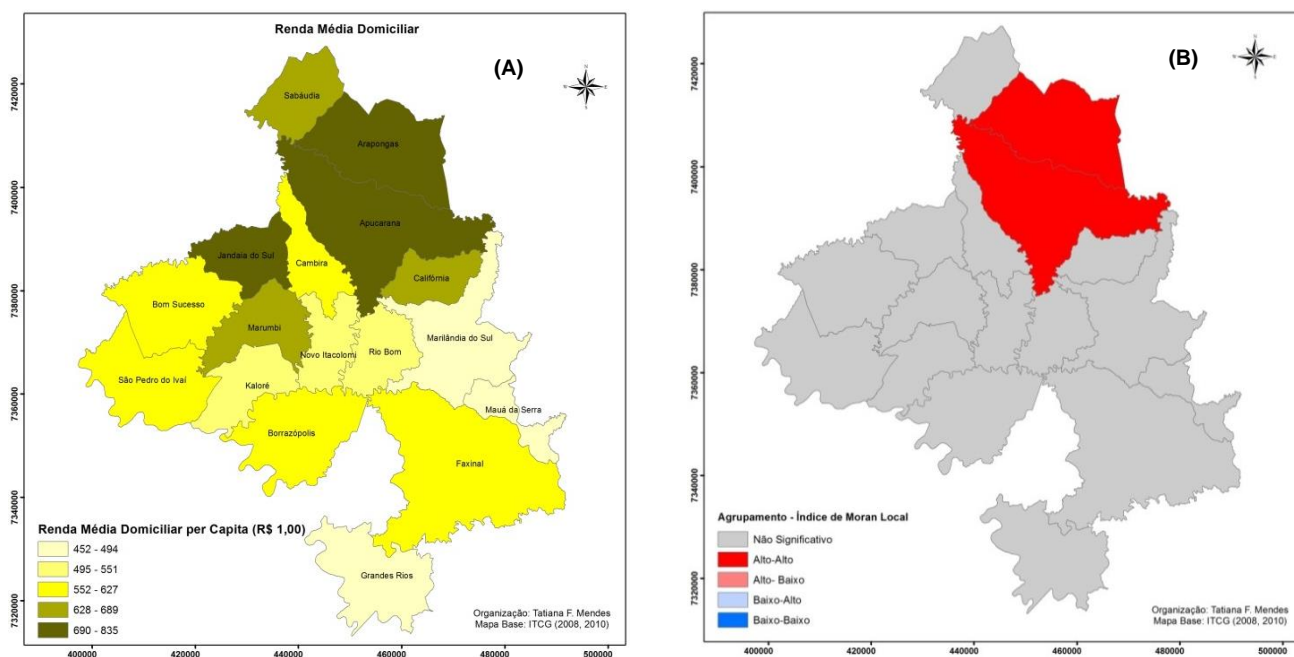 Renda Média Domiciliar
(A)
N
7420000
7400000
7380000
7360000
7340000
7320000
Sabáudia
Arapongas
Apucarana
Jandaia do Sul
Cambira
Califórnia
Bom Sucesso
Marumbi
Marilândia do Sul
Novo Itacolomi
Rio Bom
São Pedro do Ivaí
Kaloré
Mauá da Serra
Borrazópolis
Faxinal
Grandes Rios
Renda Média Domiciliar per Capita (R$ 1,00)
452 - 494
495 - 551
552 - 627
628 - 689
690 - 835
Organização: Tatiana F. Mendes
Mapa Base: ITCG (2008, 2010)
400000 420000 440000 460000 480000 500000
(B)
N
7420000
7400000
7380000
7360000
7340000
7320000
Agrupamento - Índice de Moran Local
Não Significativo
Alto-Alto
Alto- Baixo
Baixo-Alto
Baixo-Baixo
Organização: Tatiana F. Mendes
Mapa Base: ITCG (2008, 2010)
400000 420000 440000 460000 480000 500000